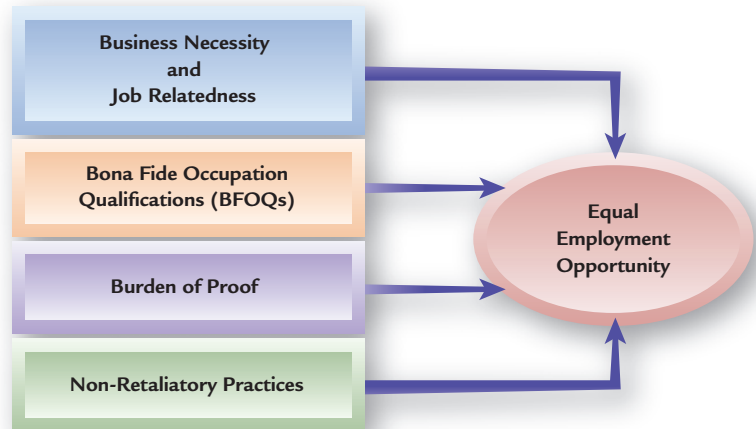 Business Necessity
and
Job Relatedness
Bona Fide Occupation
Qualifications (BFOQs)
Burden of Proof
Non-Retaliatory Practices
Equal
Employment
Opportunity